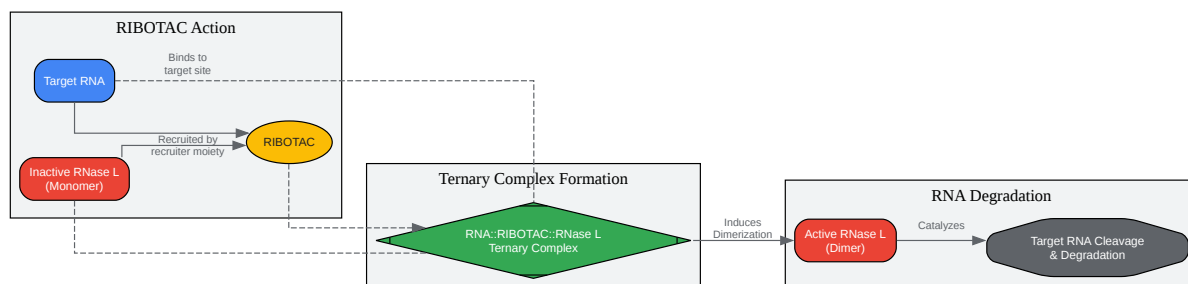 RIBOTAC Action
Binds to
target site
Target RNA
Recruited by
recruiter moiety
RIBOTAC
Inactive RNase L
(Monomer)
Ternary Complex Formation
RNA::RIBOTAC::RNase L
Ternary Complex
Induces
Dimerization
RNA Degradation
Active RNase L
(Dimer)
Catalyzes
Target RNA Cleavage
& Degradation